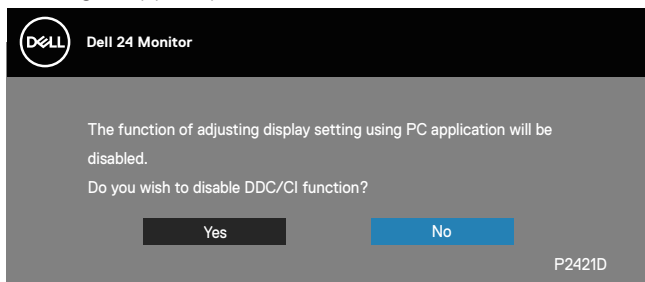 DELL
Dell 24 Monitor
The function of adjusting display setting using PC application will be
disabled.
Do you wish to disable DDC/CI function?
Yes
No
P2421D